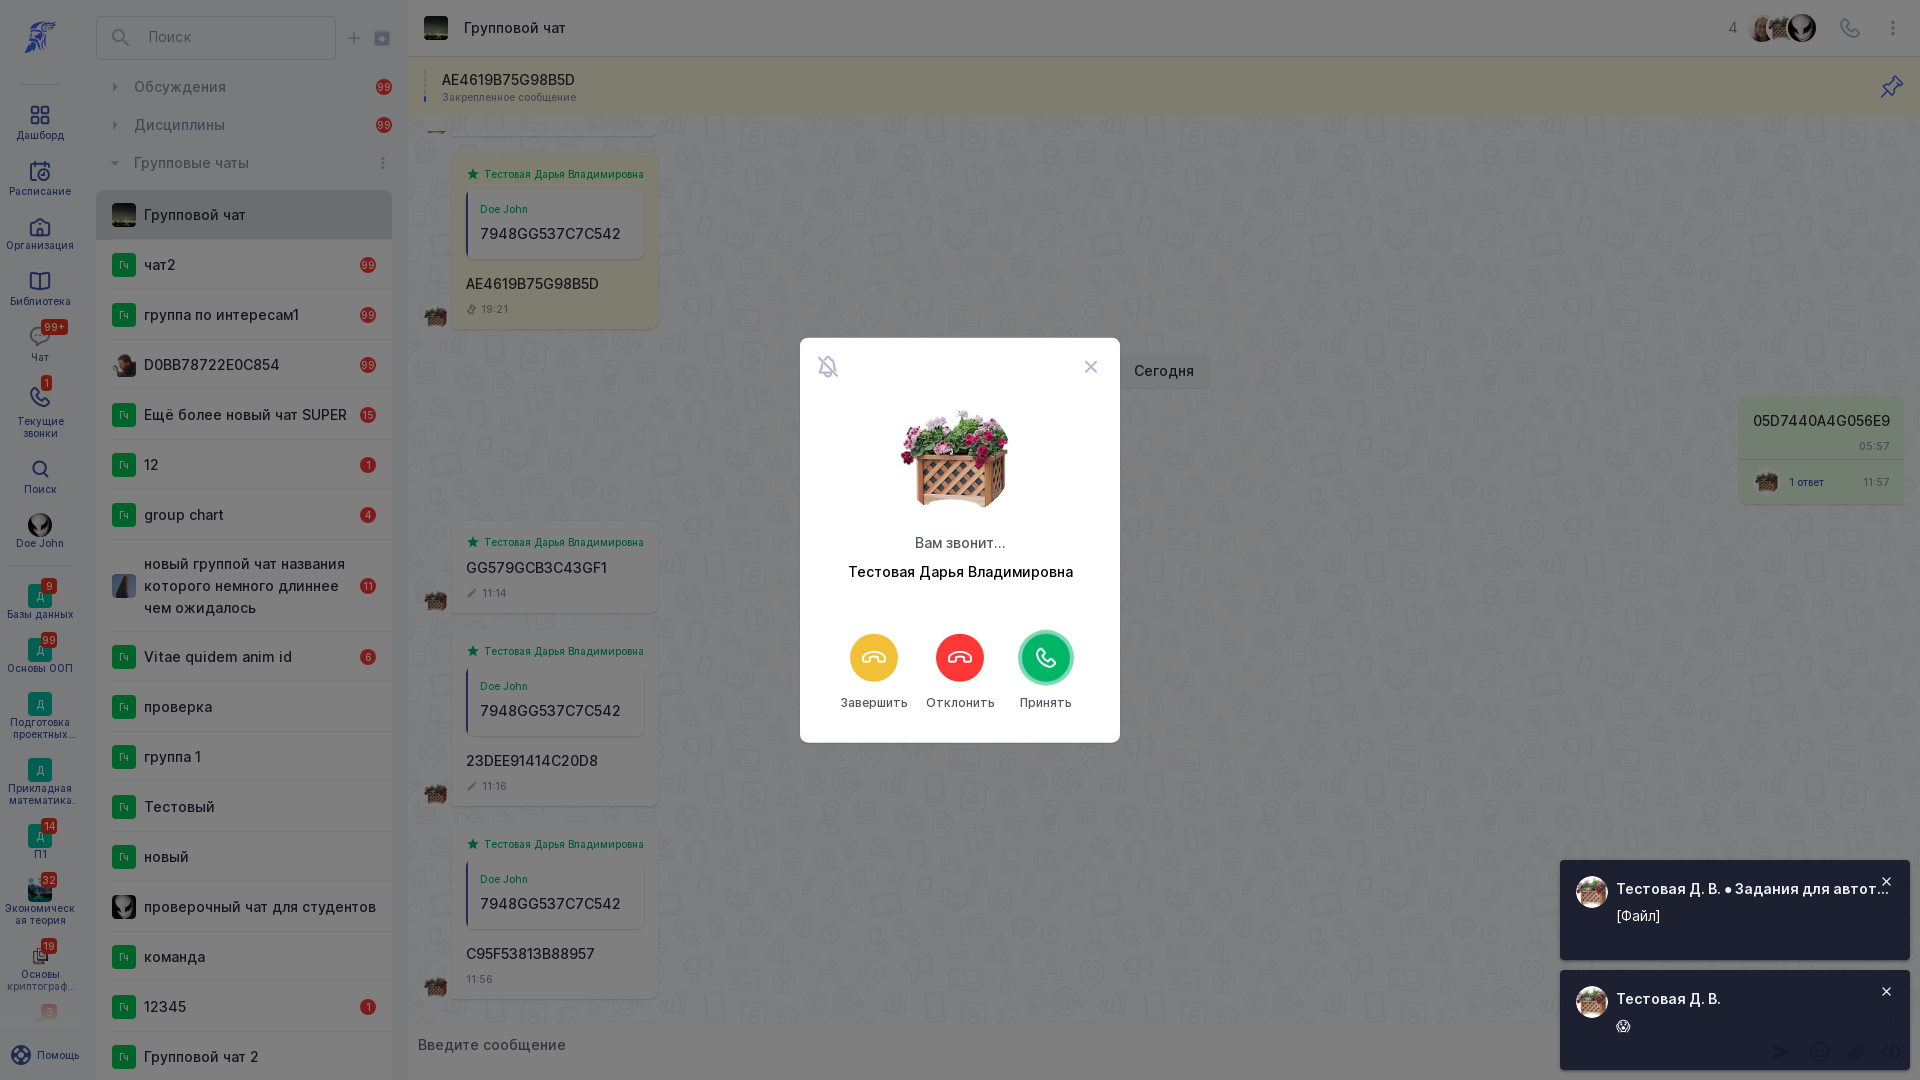 Дашборд
Расписание
Организация
Библиотека
99+
Чат
1
Текущие
звонки
Поиск
Doe John
9
Д
Базы данных
99
Д
Основы ООП
Д
Подготовка
проектных...
Д
Прикладная
математика.
14
Д
П1
32
Экономическ
ая теория
19
Основы
криптограф...
3
Помощь
Поиск
Обсуждения
99
Дисциплины
99
Групповые чаты
Групповой чат
Гч
чат2
99
Гч
группа по интересам1
99
D0BB78722E0C854
99
Гч
Ещё более новый чат SUPER
15
Гч
12
1
Гч
group chart
4
новый группой чат названия
которого немного длиннее
чем ожидалось
11
Гч
Vitae quidem anim id
6
Гч
проверка
Гч
группа 1
Гч
Тестовый
Гч
новый
проверочный чат для студентов
Гч
команда
Гч
12345
1
Гч
Групповой чат 2
Групповой чат
4
AE4619B75G98B5D
Закрепленное сообщение
Тестовая Дарья Владимировна
Doe John
7948GG537C7C542
AE4619B75G98B5D
19:21
Сегодня
05D7440A4G056E9
05:57
1 ответ
11:57
Тестовая Дарья Владимировна
GG579GCB3C43GF1
11:14
Тестовая Дарья Владимировна
Doe John
7948GG537C7C542
23DEE91414C20D8
11:16
Тестовая Дарья Владимировна
Doe John
7948GG537C7C542
C95F53813B88957
11:56
Введите сообщение
Вам звонит...
Тестовая Дарья Владимировна
Завершить
Отклонить
Принять
Тестовая Д. В. ● Задания для автот...
[Файл]
Тестовая Д. В.
😱